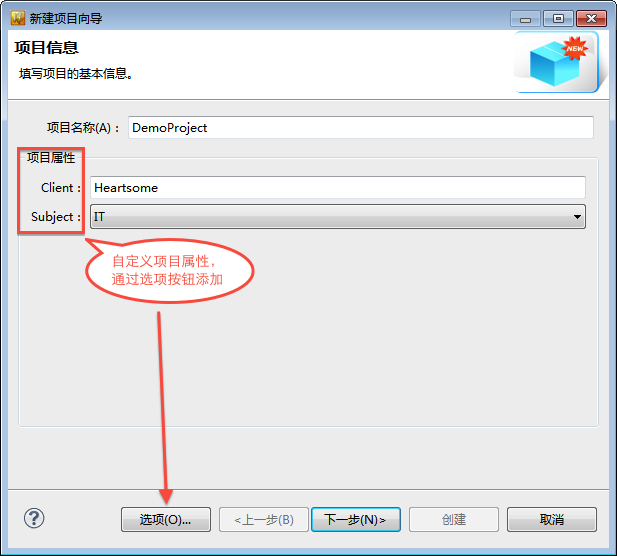 新建项目向导
项目信息
填写项目的基本信息。
NEW
项目名称(A)：
DemoProject
项目属性
Client：
Heartsome
Subject：
IT
自定义项目属性，
通过选项按钮添加
?
选项(O)...
<上一步(B)
下一步(N)>
创建
取消